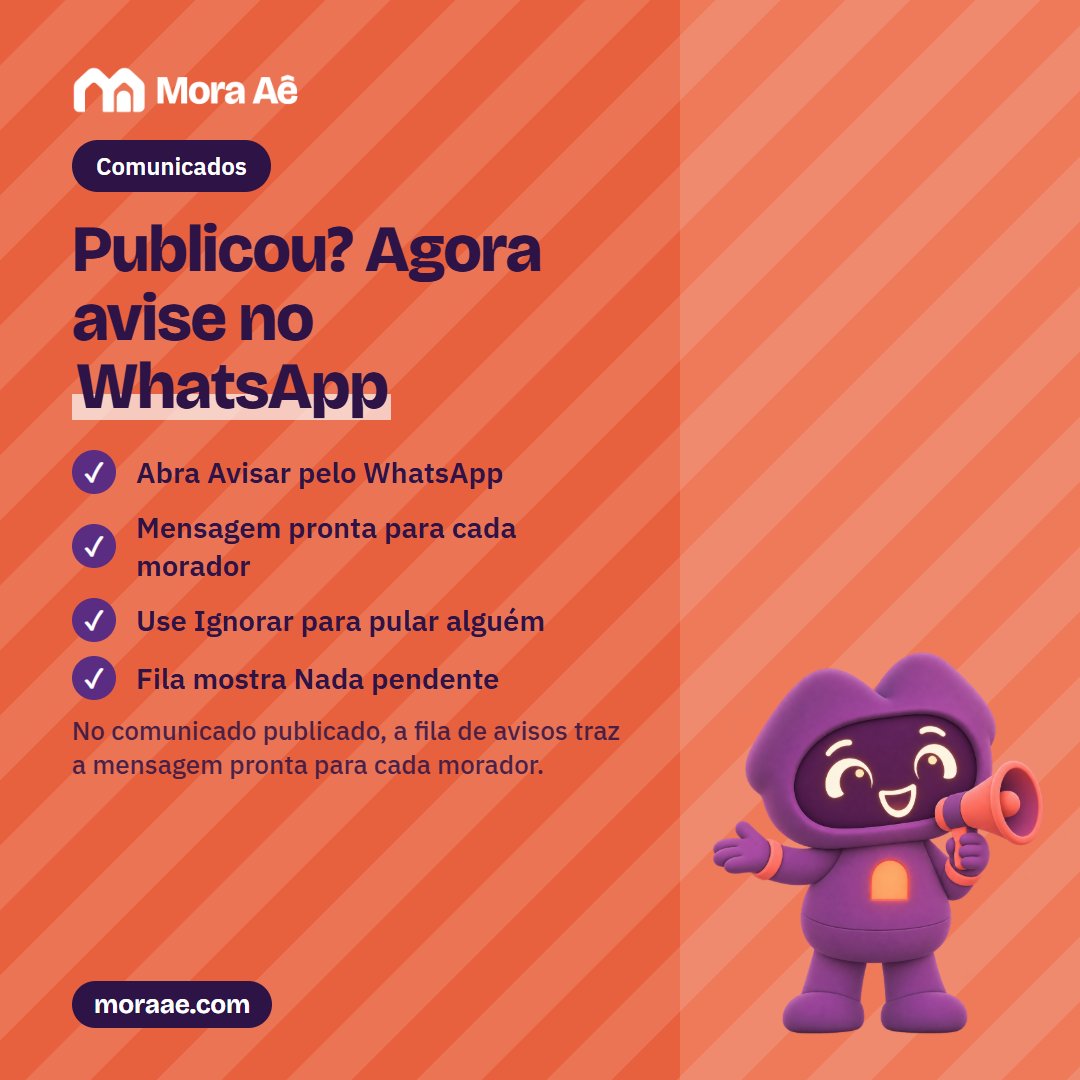 Mora Aê
Comunicados
Publicou? Agora
avise no
WhatsApp
Abra Avisar pelo WhatsApp
Mensagem pronta para cada
morador
Use Ignorar para pular alguém
Fila mostra Nada pendente
No comunicado publicado, a fila de avisos traz
a mensagem pronta para cada morador.
moraae.com